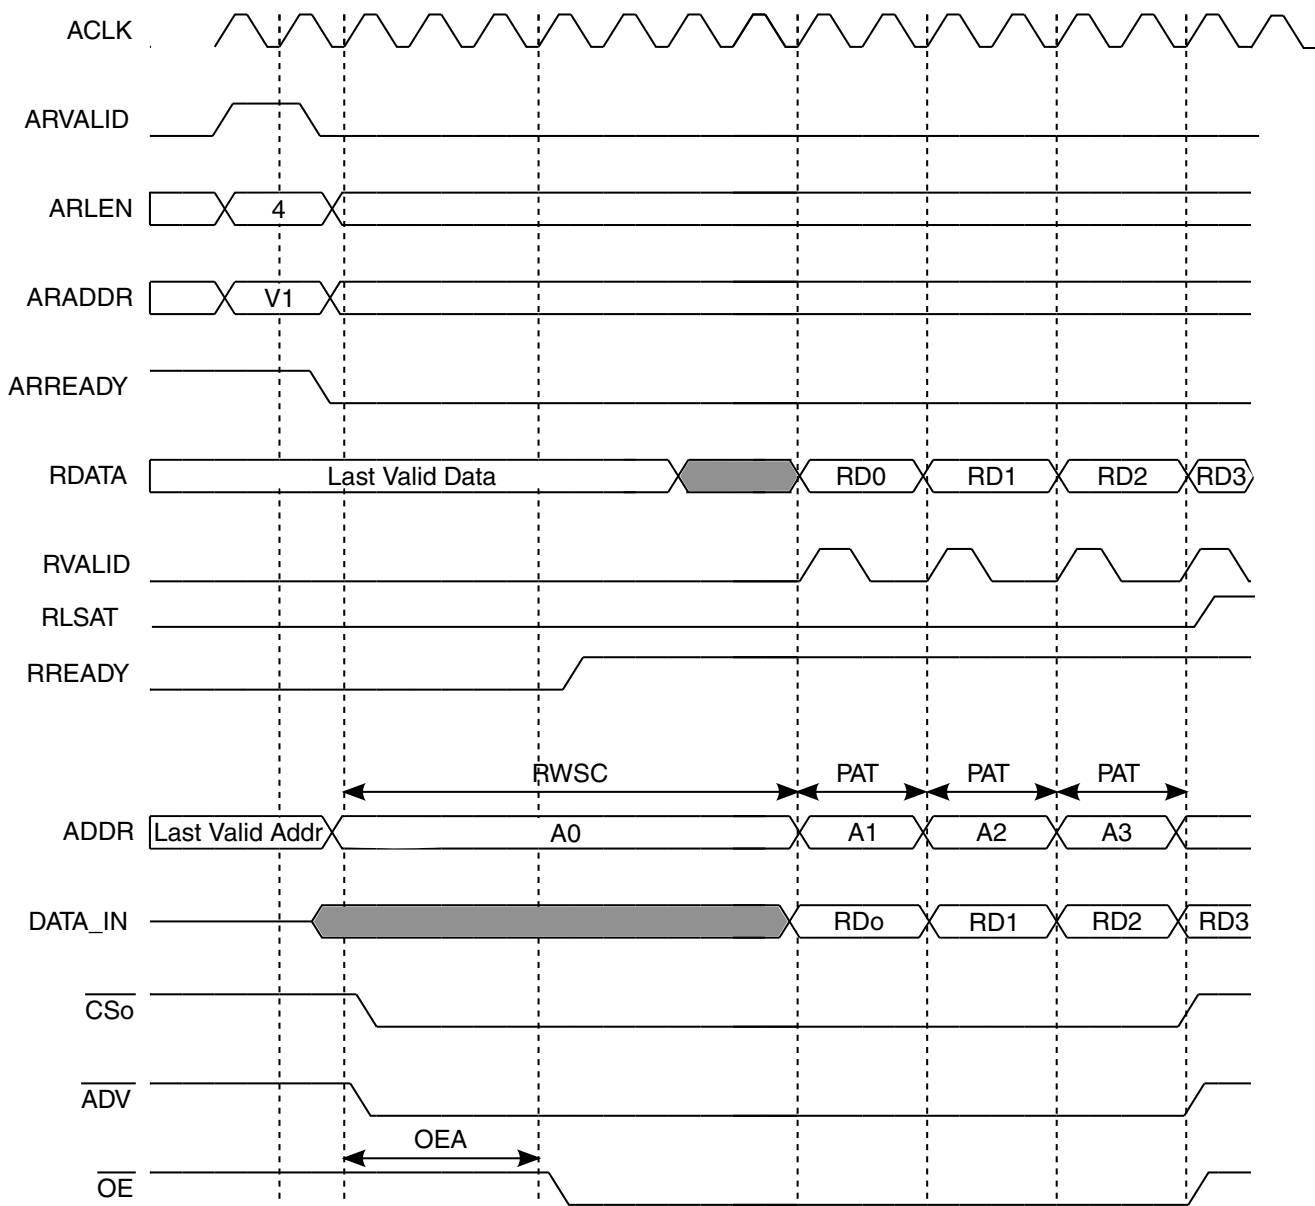 ACLK
ARVALID
ARLEN 4
ARADDR V1
ARREADY
RDATA Last Valid Data RD0 RD1 RD2 RD3
RVALID
RLSAT
RREADY
RWSC PAT PAT PAT
ADDR Last Valid Addr A0 A1 A2 A3
DATA_IN RDo RD1 RD2 RD3
CSo
ADV
OEA
OE